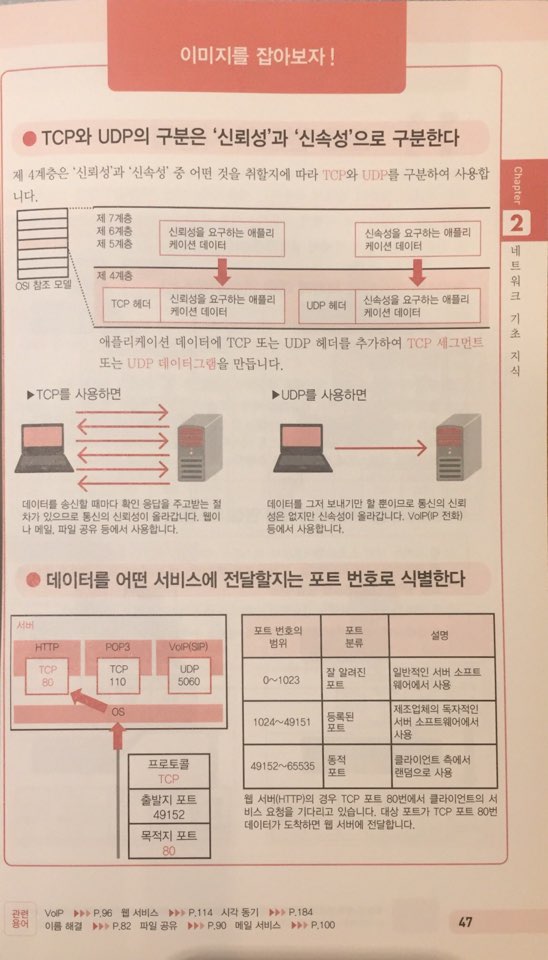 이미지를 잡아보자 !
● TCP와 UDP의 구분은 ‘신뢰성’과 ‘신속성’으로 구분한다
제 4계층은 ‘신뢰성’과 ‘신속성’ 중 어떤 것을 취할지에 따라 TCP와 UDP를 구분하여 사용합
니다.
Chapter
2
네트워크 기초 지식
OSI 참조 모델
제 7계층
제 6계층
제 5계층
신뢰성을 요구하는 애플리
케이션 데이터
신속성을 요구하는 애플리
케이션 데이터
제 4계층
TCP 헤더
신뢰성을 요구하는 애플리
케이션 데이터
UDP 헤더
신속성을 요구하는 애플리
케이션 데이터
애플리케이션 데이터에 TCP 또는 UDP 헤더를 추가하여 TCP 세그먼트
또는 UDP 데이터그램을 만듭니다.
▶TCP를 사용하면
데이터를 송신할 때마다 확인 응답을 주고받는 절
차가 있으므로 통신의 신뢰성이 올라갑니다. 웹이
나 메일, 파일 공유 등에서 사용합니다.
▶UDP를 사용하면
데이터를 그저 보내기만 할 뿐이므로 통신의 신뢰
성은 없지만 신속성이 올라갑니다. VoIP(IP 전화)
등에서 사용합니다.
● 데이터를 어떤 서비스에 전달할지는 포트 번호로 식별한다
서버
HTTP
TCP
80
POP3
TCP
110
VoIP(SIP)
UDP
5060
OS
프로토콜
TCP
출발지 포트
49152
목적지 포트
80
포트 번호의
범위
포트
분류
설명
0~1023
잘 알려진
포트
일반적인 서버 소프트
웨어에서 사용
1024~49151
등록된
포트
제조업체의 독자적인
서버 소프트웨어에서
사용
49152~65535
동적
포트
클라이언트 측에서
랜덤으로 사용
웹 서버(HTTP)의 경우 TCP 포트 80번에서 클라이언트의 서
비스 요청을 기다리고 있습니다. 대상 포트가 TCP 포트 80번
데이터가 도착하면 웹 서버에 전달합니다.
관련
용어
VoIP ▶▶▶ P.96 웹 서비스 ▶▶▶ P.114 시각 동기 ▶▶▶ P.184
이름 해결 ▶▶▶ P.82 파일 공유 ▶▶▶ P.90 메일 서비스 ▶▶▶ P.100
47